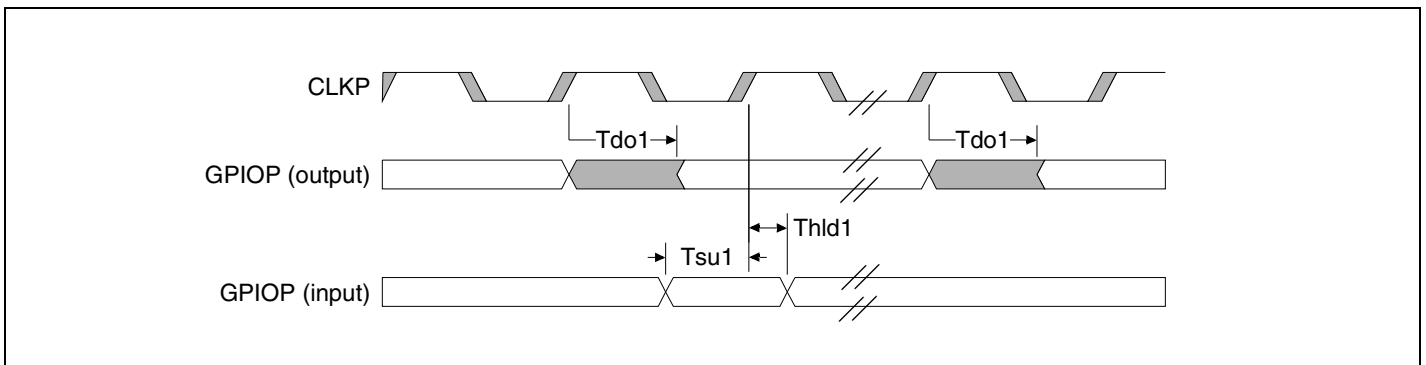 CLKP
Tdo1
Tdo1
GPIOP (output)
Thld1
Tsu1
GPIOP (input)